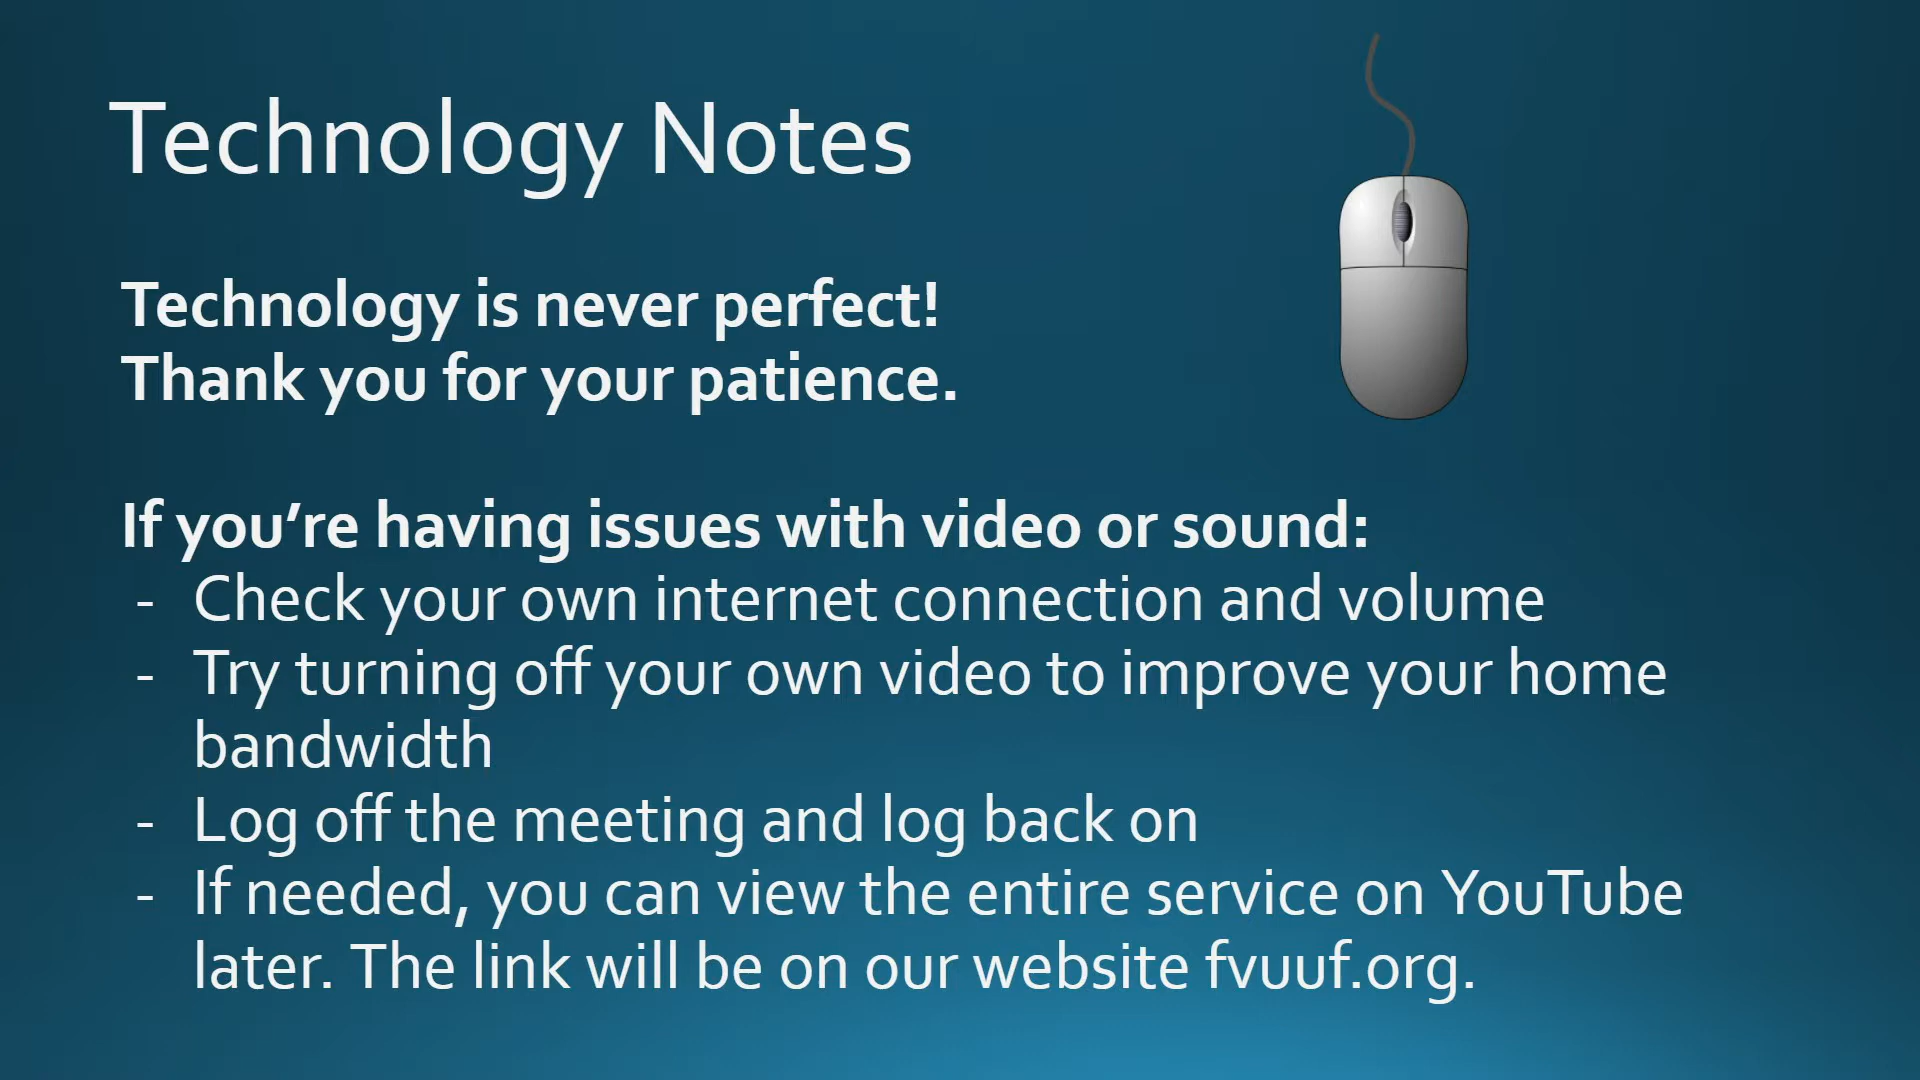 Technology Notes
Technology is never perfect!
Thank you for your patience.
If you’re having issues with video or sound:
- Check your own internet connection and volume
- Try turning off your own video to improve your home
bandwidth
- Log off the meeting and log back on
- If needed, you can view the entire service on YouTube
later. The link will be on our website fvuuf.org.